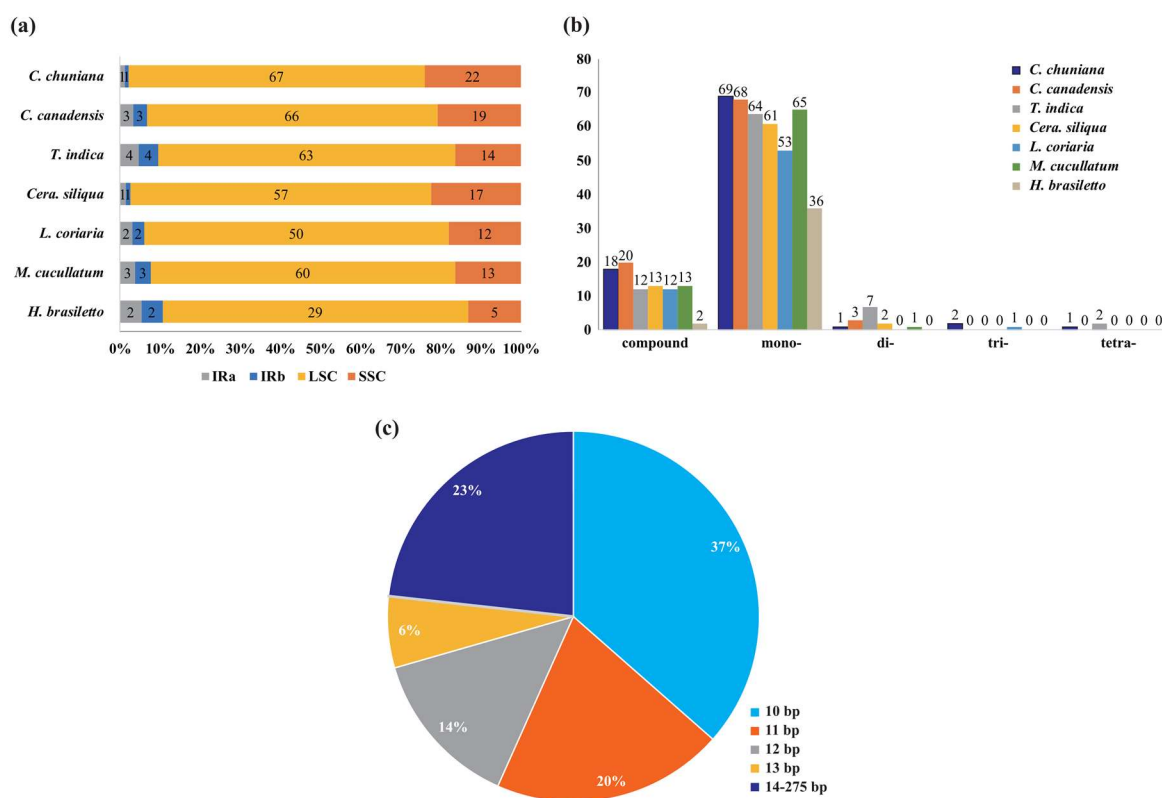 (a)
C. chuniana 1 1 67 22
C. canadensis 3 3 66 19
T. indica 4 4 63 14
Cera. siliqua 1 1 57 17
L. coriaria 2 2 50 12
M. cucullatum 3 3 60 13
H. brasiletto 2 2 29 5
0% 10% 20% 30% 40% 50% 60% 70% 80% 90% 100%
IRa IRb LSC SSC
(b)
80
70
60
50
40
30
20
10
0
18 20 12 13 12 13 2
69 68 64 61 53 65 36
1 3 7 2 0 1 0
2 0 0 0 1 0 0
1 0 2 0 0 0 0
compound mono- di- tri- tetra-
C. chuniana
C. canadensis
T. indica
Cera. siliqua
L. coriaria
M. cucullatum
H. brasiletto
(c)
23%
37%
6%
14%
20%
10 bp
11 bp
12 bp
13 bp
14-275 bp